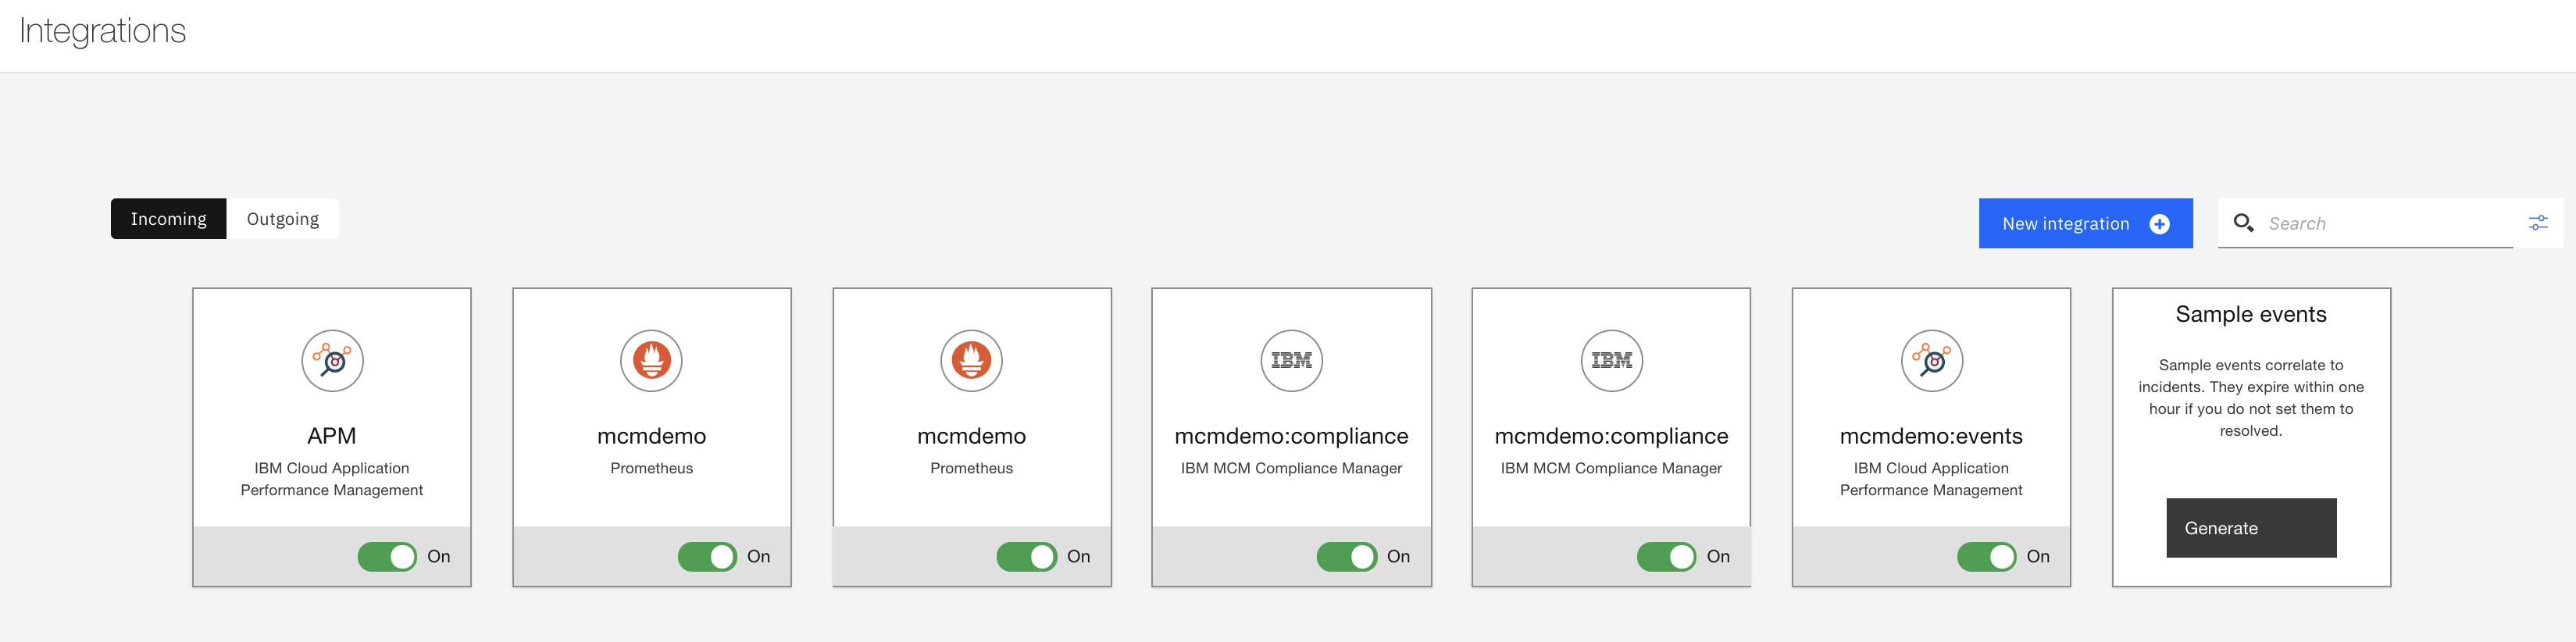 Integrations
Incoming
Outgoing
New integration
Search
APM
IBM Cloud Application
Performance Management
On
mcmdemo
Prometheus
On
mcmdemo
Prometheus
On
IBM
mcmdemo:compliance
IBM MCM Compliance Manager
On
IBM
mcmdemo:compliance
IBM MCM Compliance Manager
On
mcmdemo:events
IBM Cloud Application
Performance Management
On
Sample events
Sample events correlate to
incidents. They expire within one
hour if you do not set them to
resolved.
Generate